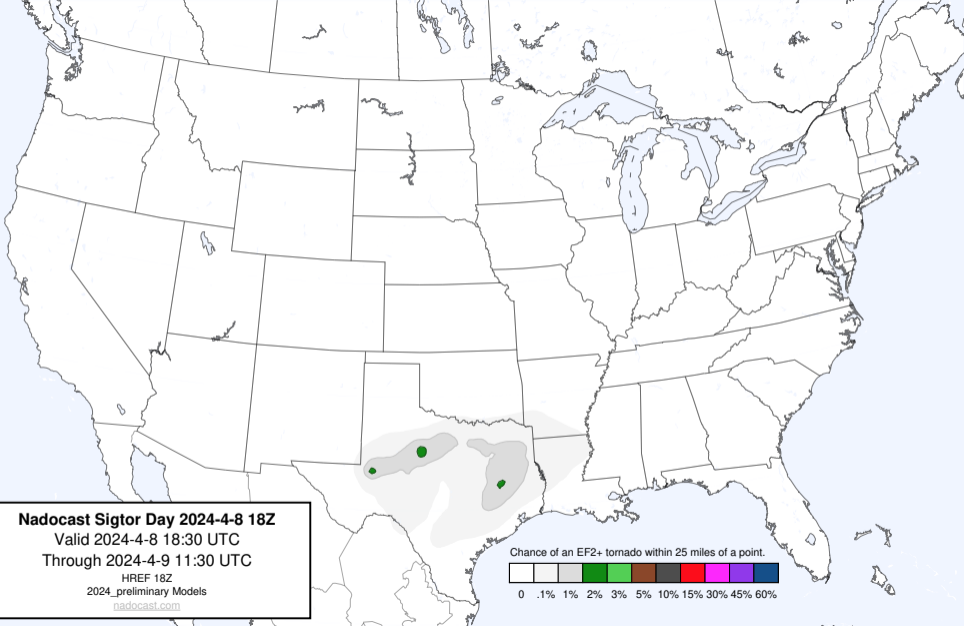 Nadocast Sigtor Day 2024-4-8 18Z
Valid 2024-4-8 18:30 UTC
Through 2024-4-9 11:30 UTC
HREF 18Z
2024_preliminary Models
nadocast.com
Chance of an EF2+ tornado within 25 miles of a point.
0 .1% 1% 2% 3% 5% 10% 15% 30% 45% 60%